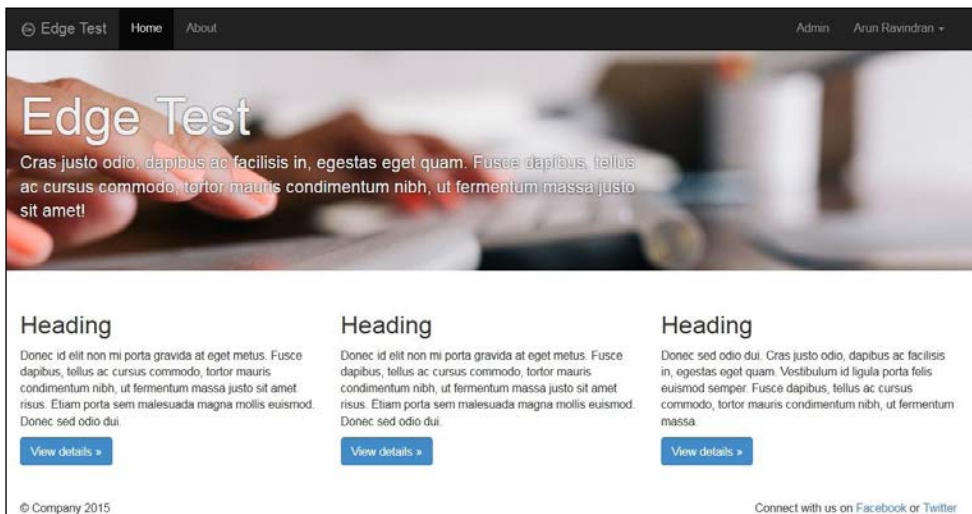 Edge Test Home About Admin Arun Ravindran
Edge Test
Cras justo odio, dapibus ac facilisis in, egestas eget quam. Fusce dapibus, tellus
ac cursus commodo, tortor mauris condimentum nibh, ut fermentum massa justo
sit amet!
Heading
Donec id elit non mi porta gravida at eget metus. Fusce
dapibus, tellus ac cursus commodo, tortor mauris
condimentum nibh, ut fermentum massa justo sit amet
risus. Etiam porta sem malesuada magna mollis euismod.
Donec sed odio dui.
View details »
Heading
Donec id elit non mi porta gravida at eget metus. Fusce
dapibus, tellus ac cursus commodo, tortor mauris
condimentum nibh, ut fermentum massa justo sit amet
risus. Etiam porta sem malesuada magna mollis euismod.
Donec sed odio dui.
View details »
Heading
Donec sed odio dui. Cras justo odio, dapibus ac facilisis
in, egestas eget quam. Vestibulum id ligula porta felis
euismod semper. Fusce dapibus, tellus ac cursus
commodo, tortor mauris condimentum nibh, ut fermentum
massa.
View details »
© Company 2015
Connect with us on Facebook or Twitter